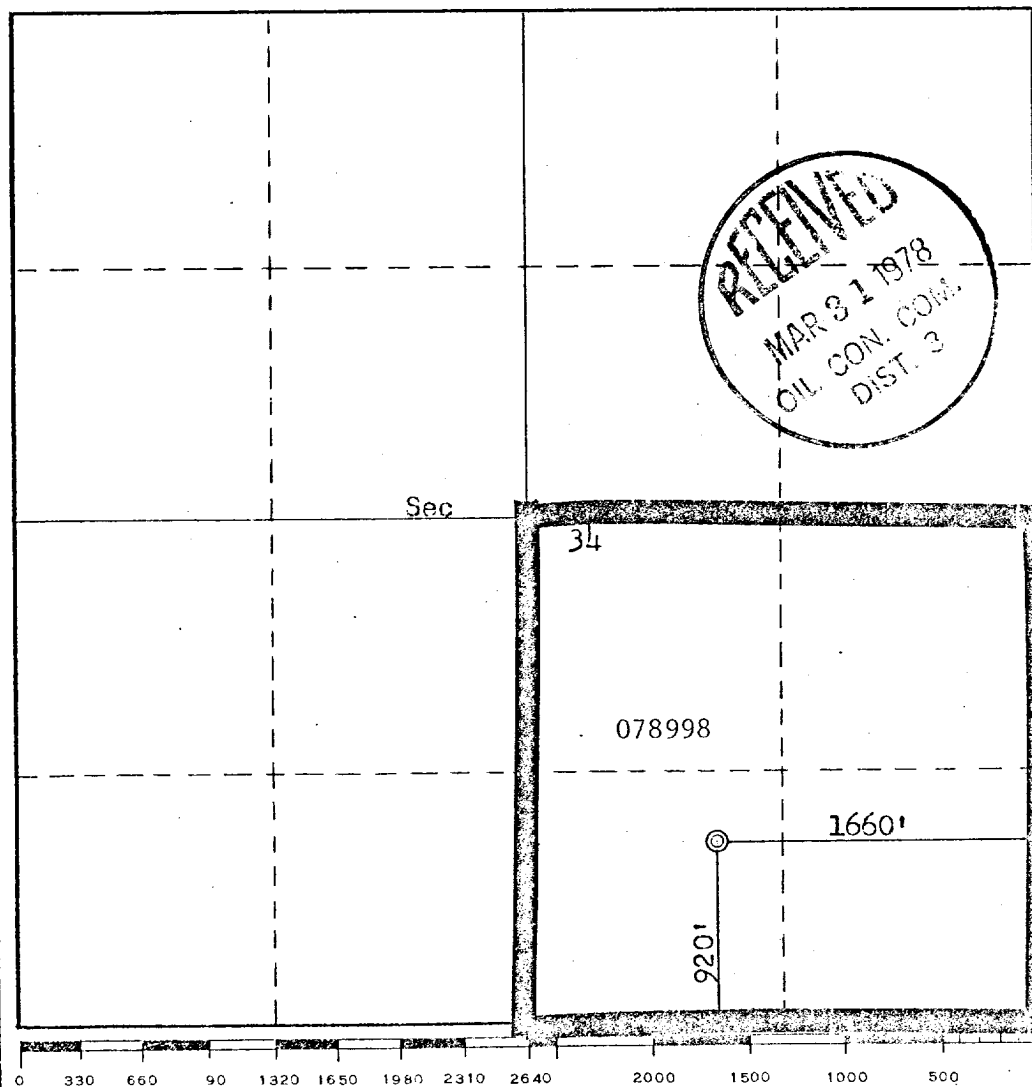 RECEIVED
MAR 31 1978
OIL CON. COM.
DIST. 3
Sec
34
078998
1660'
920'
0 330 660 90 1320 1650 1980 2310 2640 2000 1500 1000 500 0